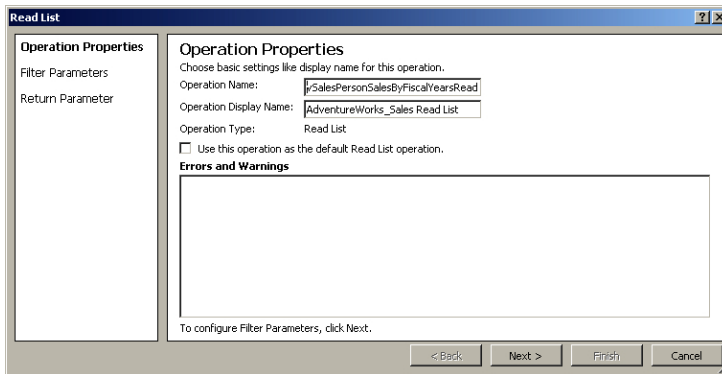 Read List
Operation Properties
Filter Parameters
Return Parameter
Operation Properties
Choose basic settings like display name for this operation.
Operation Name: vSalesPersonSalesByFiscalYearsRead
Operation Display Name: AdventureWorks_Sales Read List
Operation Type: Read List
Use this operation as the default Read List operation.
Errors and Warnings
To configure Filter Parameters, click Next.
< Back Next > Finish Cancel